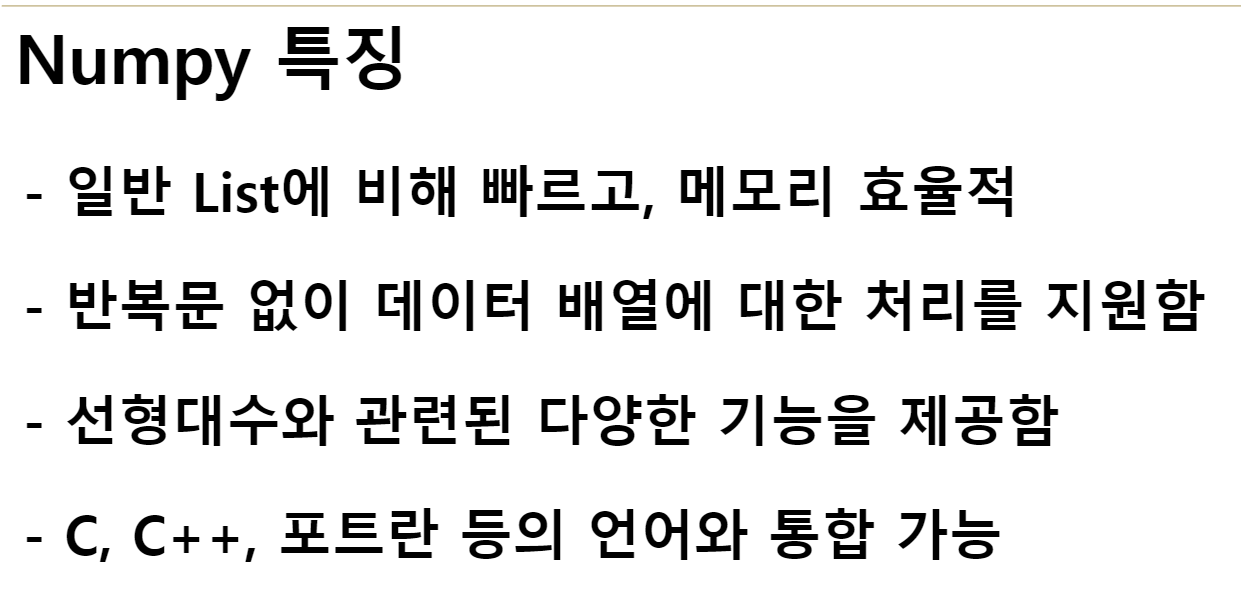 Numpy 특징
- 일반 List에 비해 빠르고, 메모리 효율적
- 반복문 없이 데이터 배열에 대한 처리를 지원함
- 선형대수와 관련된 다양한 기능을 제공함
- C, C++, 포트란 등의 언어와 통합 가능